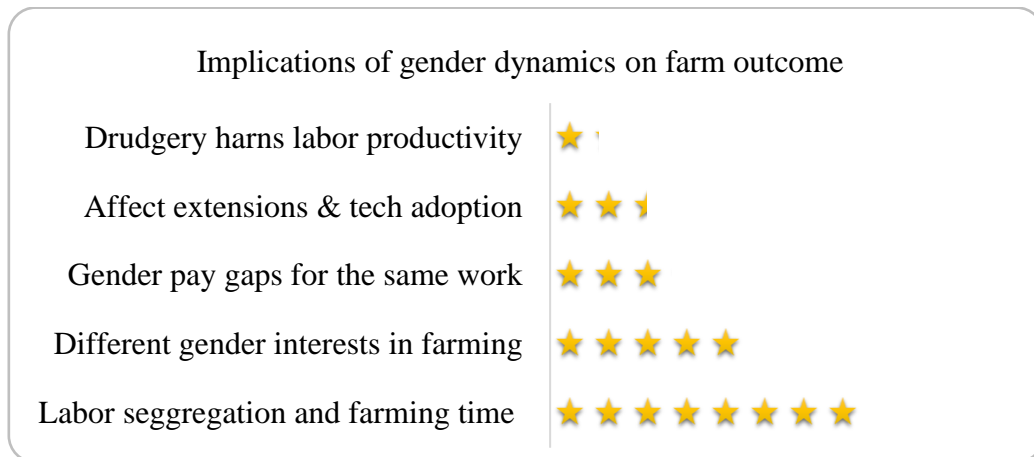 Implications of gender dynamics on farm outcome
Drudgery harns labor productivity
Affect extensions & tech adoption
Gender pay gaps for the same work
Different gender interests in farming
Labor seggregation and farming time